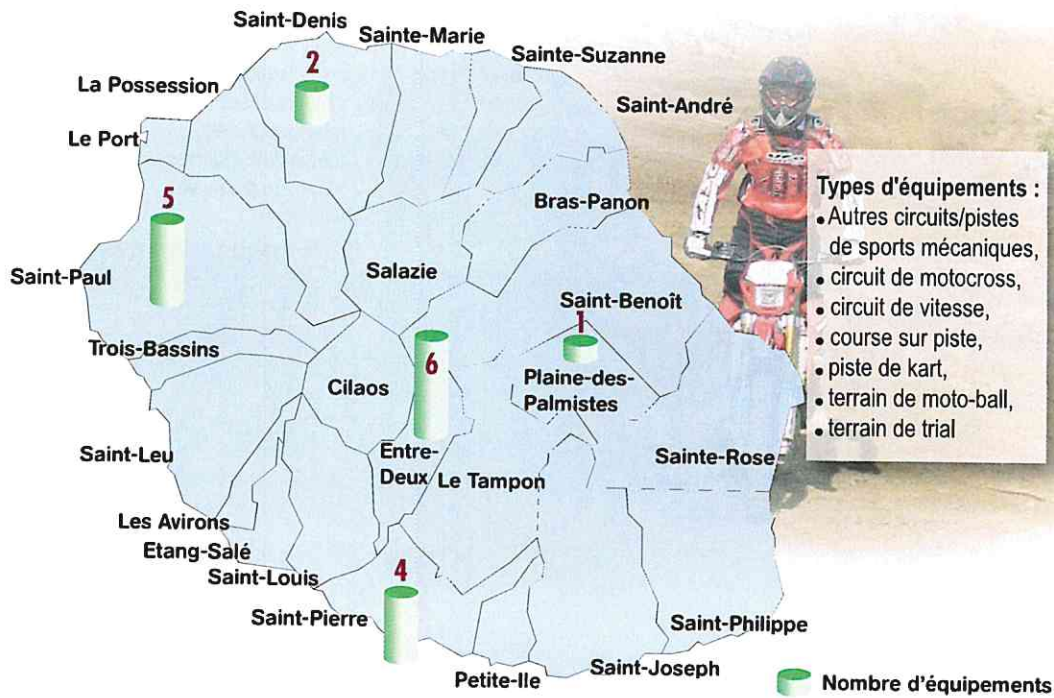 Saint-Denis
Sainte-Marie
2
Sainte-Suzanne
La Possession
Saint-André
Le Port
5
Bras-Panon
Saint-Paul
Salazie
Saint-Benoît
1
Trois-Bassins
6
Cilaos
Plaine-des-
Palmistes
Saint-Leu
Entre-
Deux
Le Tampon
Sainte-Rose
Les Avirons
Etang-Salé
Saint-Louis
4
Saint-Pierre
Saint-Philippe
Saint-Joseph
Petite-Ile
Types d'équipements :
• Autres circuits/pistes
de sports mécaniques,
• circuit de motocross,
• circuit de vitesse,
• course sur piste,
• piste de kart,
• terrain de moto-ball,
• terrain de trial
Nombre d'équipements